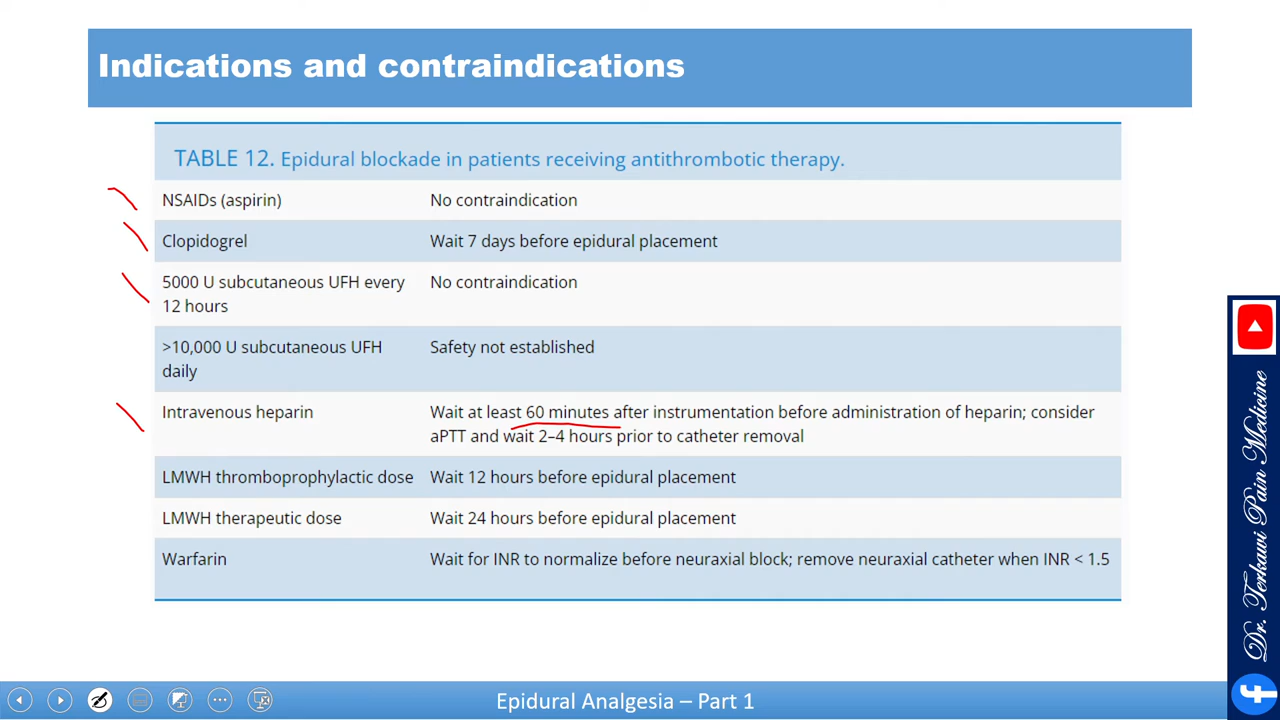 Indications and contraindications
TABLE 12. Epidural blockade in patients receiving antithrombotic therapy.
NSAIDs (aspirin) No contraindication
Clopidogrel Wait 7 days before epidural placement
5000 U subcutaneous UFH every No contraindication
12 hours
>10,000 U subcutaneous UFH Safety not established
daily
Intravenous heparin Wait at least 60 minutes after instrumentation before administration of heparin; consider
aPTT and wait 2–4 hours prior to catheter removal
LMWH thromboprophylactic dose Wait 12 hours before epidural placement
LMWH therapeutic dose Wait 24 hours before epidural placement
Warfarin Wait for INR to normalize before neuraxial block; remove neuraxial catheter when INR < 1.5
Epidural Analgesia – Part 1
Dr. Terkawi Pain Medicine